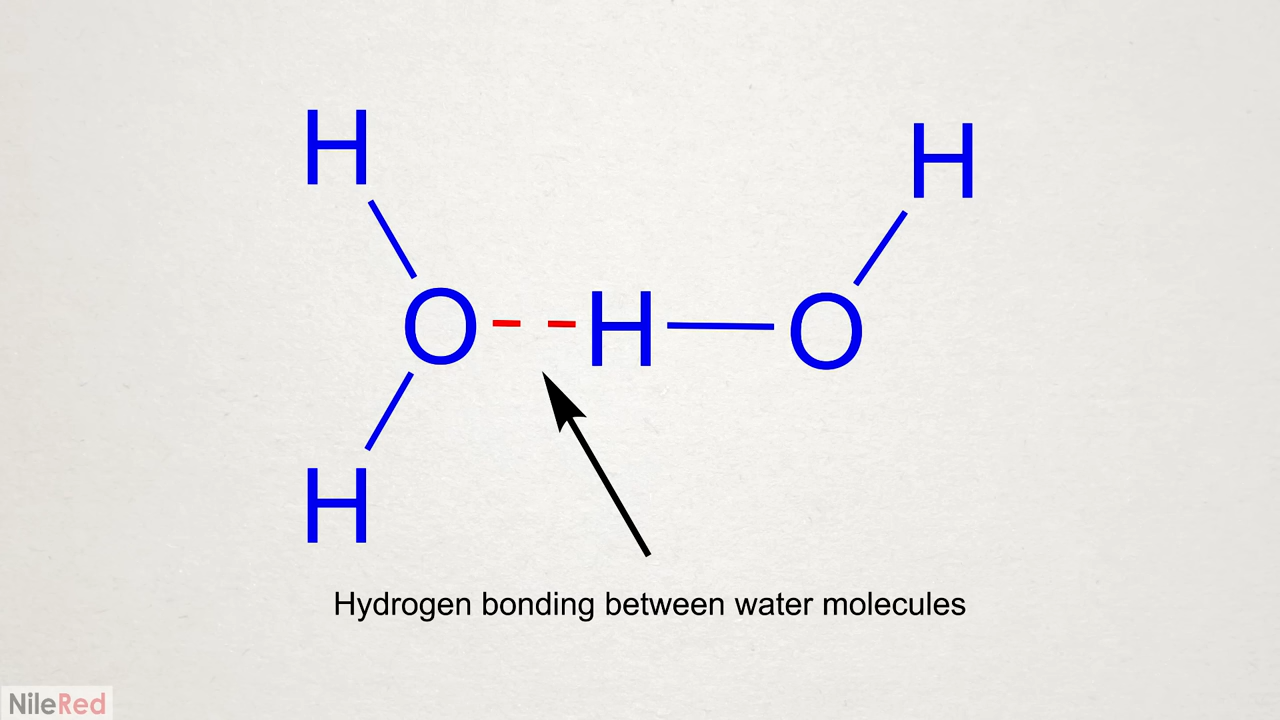 H H
O H O
H
Hydrogen bonding between water molecules
NileRed